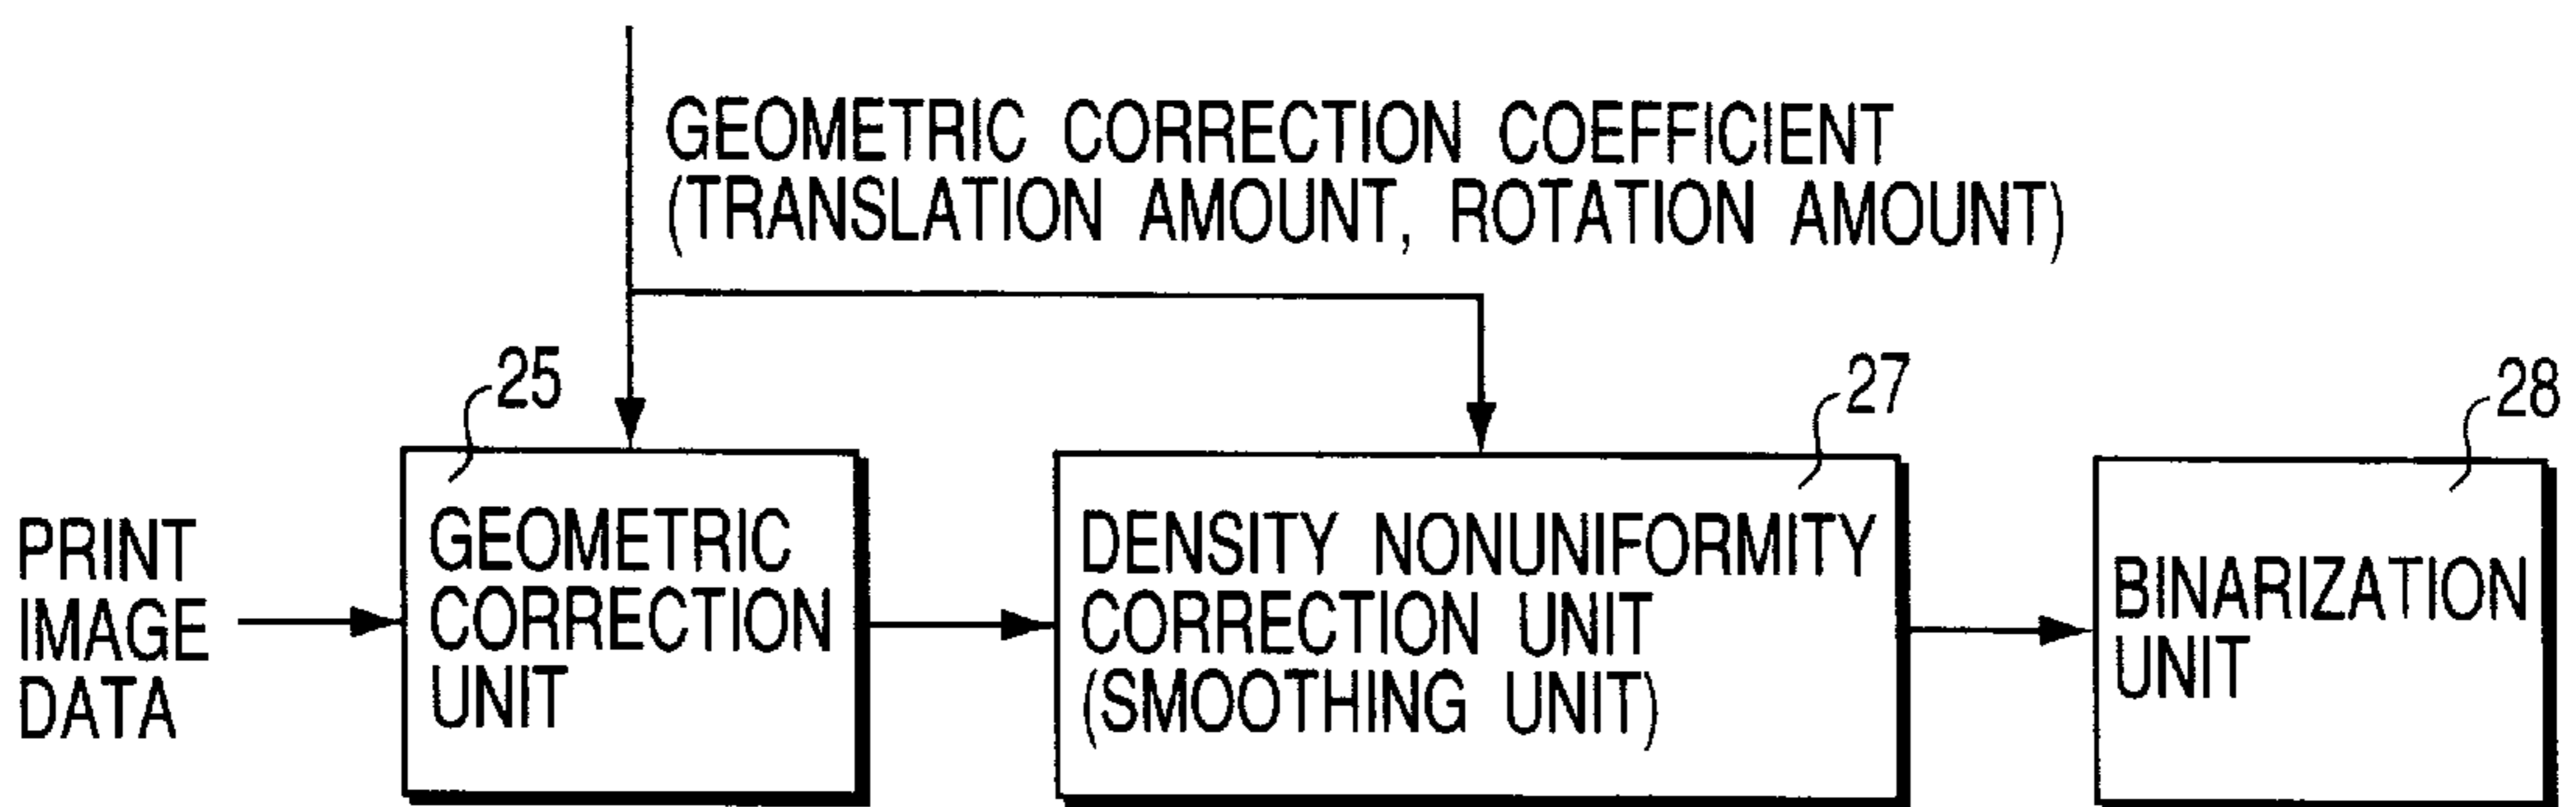 GEOMETRIC CORRECTION COEFFICIENT
(TRANSLATION AMOUNT, ROTATION AMOUNT)
25
27
28
PRINT
IMAGE
DATA
GEOMETRIC
CORRECTION
UNIT
DENSITY NONUNIFORMITY
CORRECTION UNIT
(SMOOTHING UNIT)
BINARIZATION
UNIT